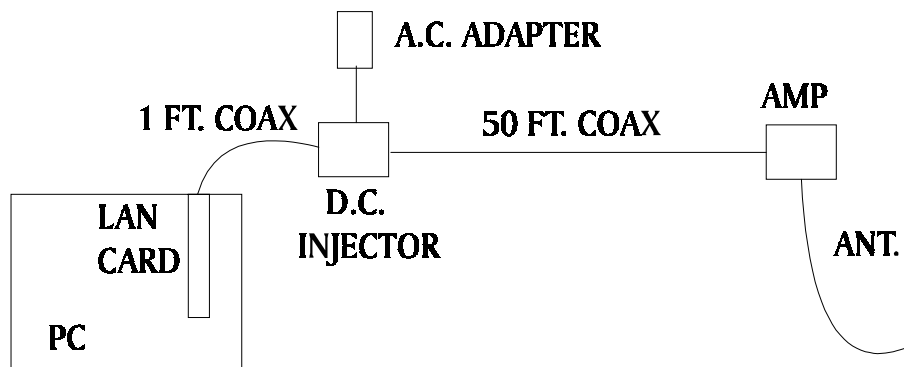 A.C. ADAPTER
1 FT. COAX
50 FT. COAX
AMP
D.C.
INJECTOR
LAN
CARD
ANT.
PC